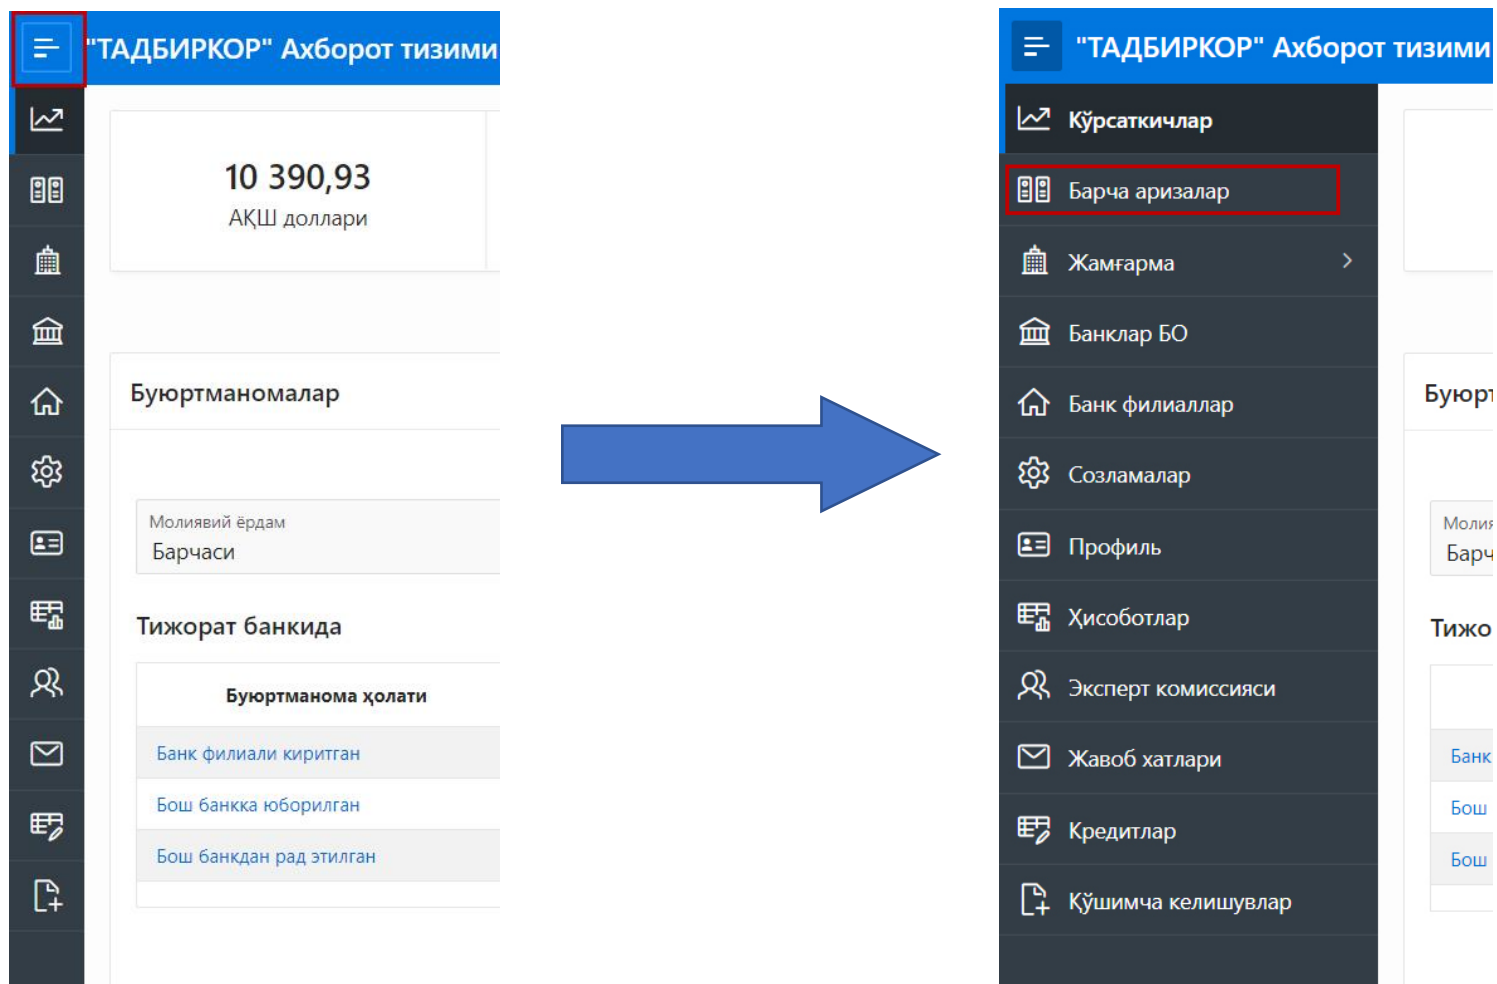 "ТАДБИРКОР" Ахборот тизими
10 390,93
АҚШ доллари
Буюртманомалар
Молиявий ёрдам
Барчаси
Тижорат банкида
Буюртманома ҳолати
Банк филиали киритган
Бош банкка юборилган
Бош банкдан рад этилган
"ТАДБИРКОР" Ахборот тизими
Кўрсаткичлар
Барча аризалар
Жамғарма
Банклар БО
Банк филиаллар
Созламалар
Профиль
Ҳисоботлар
Эксперт комиссияси
Жавоб хатлари
Кредитлар
Қўшимча келишувлар
Буюрт
Молия
Барч
Тижо
Банк
Бош
Бош